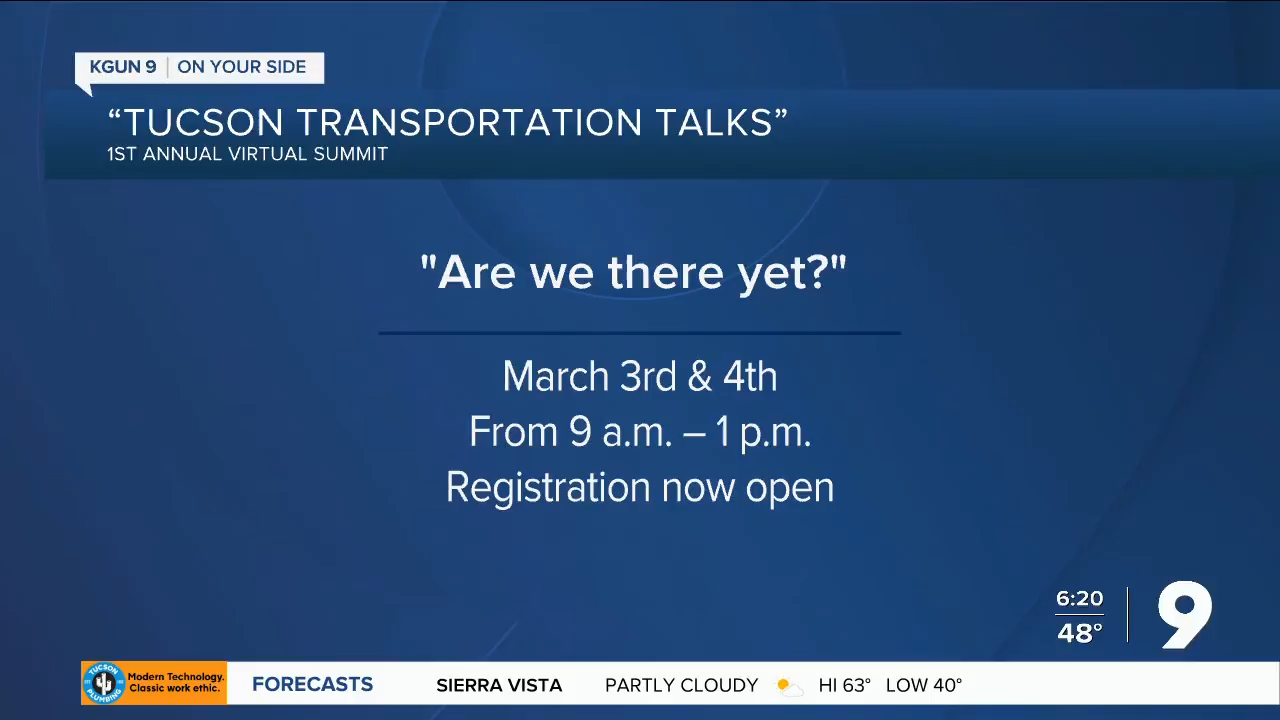 KGUN 9 | ON YOUR SIDE
“TUCSON TRANSPORTATION TALKS”
1ST ANNUAL VIRTUAL SUMMIT
"Are we there yet?"
March 3rd & 4th
From 9 a.m. – 1 p.m.
Registration now open
6:20
48°
9
TUCSON
PLUMBING
Modern Technology.
Classic work ethic.
FORECASTS SIERRA VISTA PARTLY CLOUDY HI 63° LOW 40°